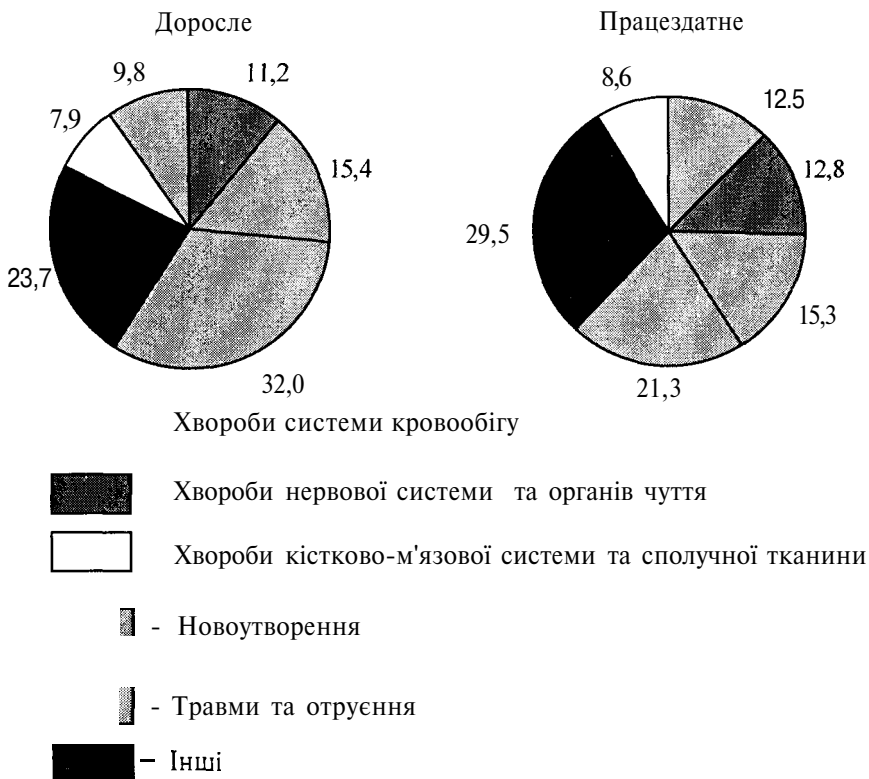 Доросле
Працездатне
9,8
11,2
8,6
12.5
7,9
15,4
12,8
29,5
23,7
15,3
32,0
21,3
Хвороби системи кровообігу
Хвороби нервової системи та органів чуття
Хвороби кістково-м'язової системи та сполучної тканини
- Новоутворення
- Травми та отруєння
– Інші